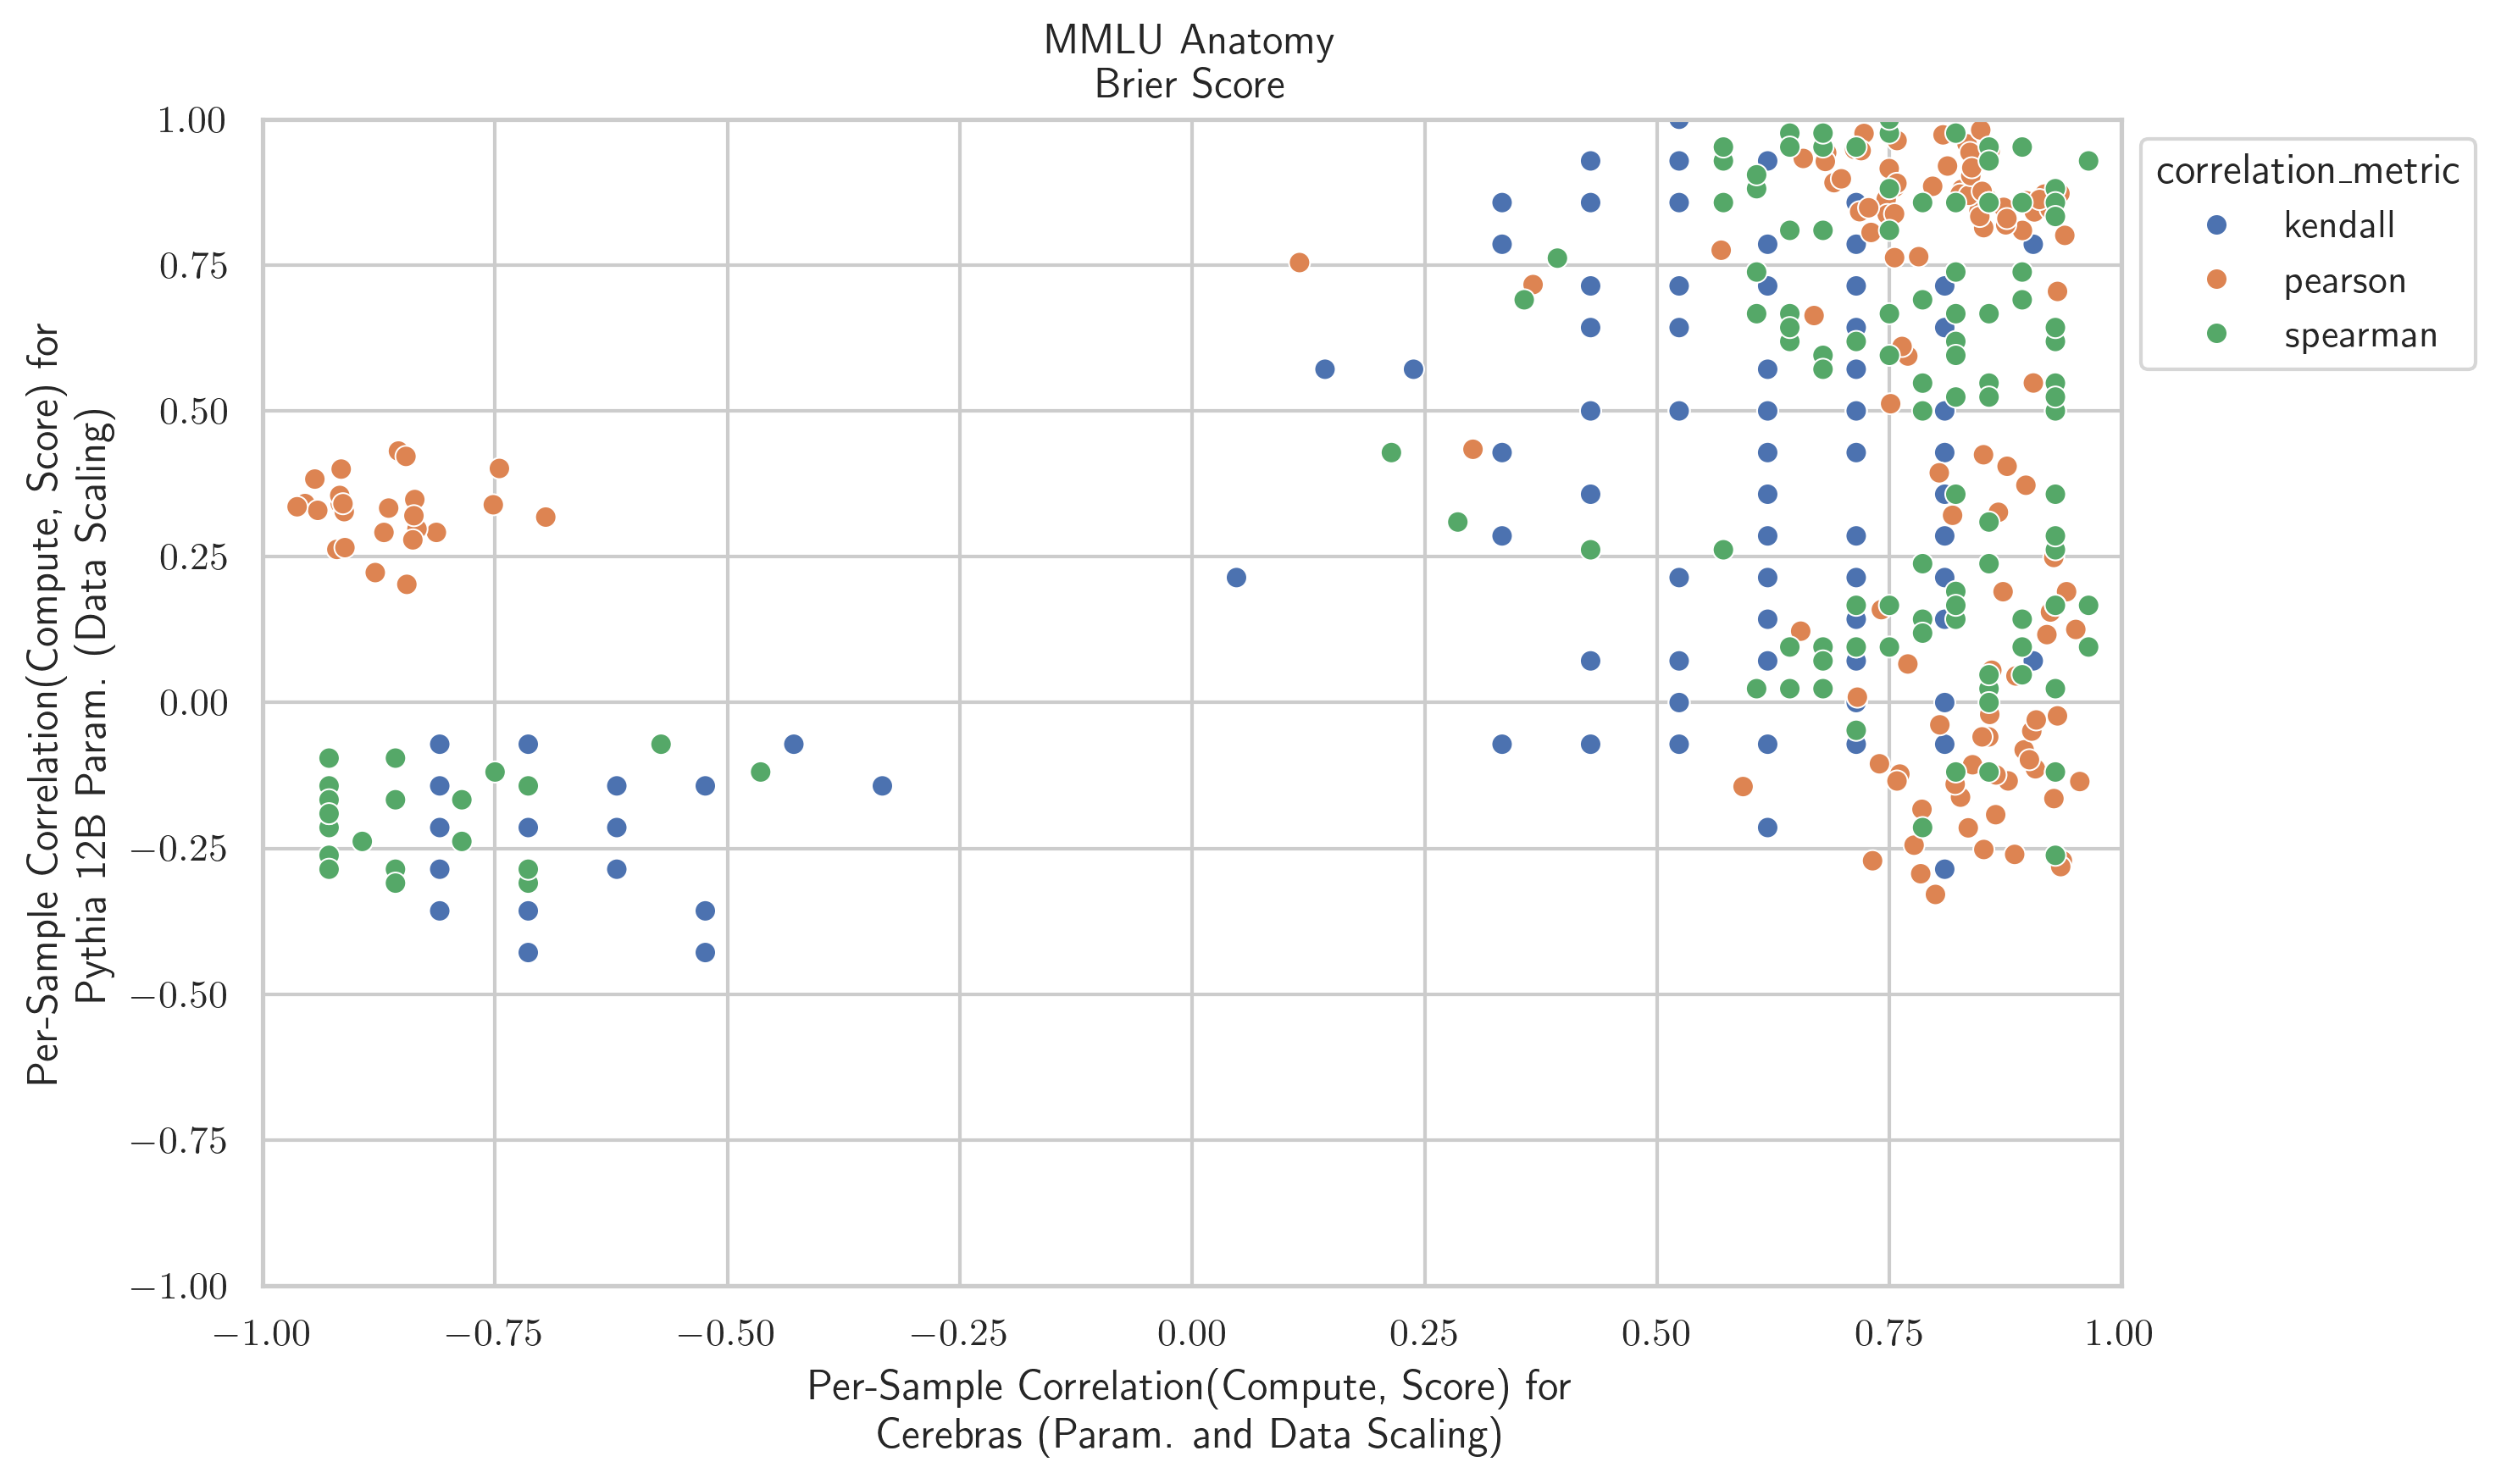 MMLU Anatomy
Brier Score
Per-Sample Correlation(Compute, Score) for
Pythia 12B Param. (Data Scaling)
1.00
0.75
0.50
0.25
0.00
−0.25
−0.50
−0.75
−1.00
−1.00 −0.75 −0.50 −0.25 0.00 0.25 0.50 0.75 1.00
Per-Sample Correlation(Compute, Score) for
Cerebras (Param. and Data Scaling)
correlation_metric
kendall
pearson
spearman